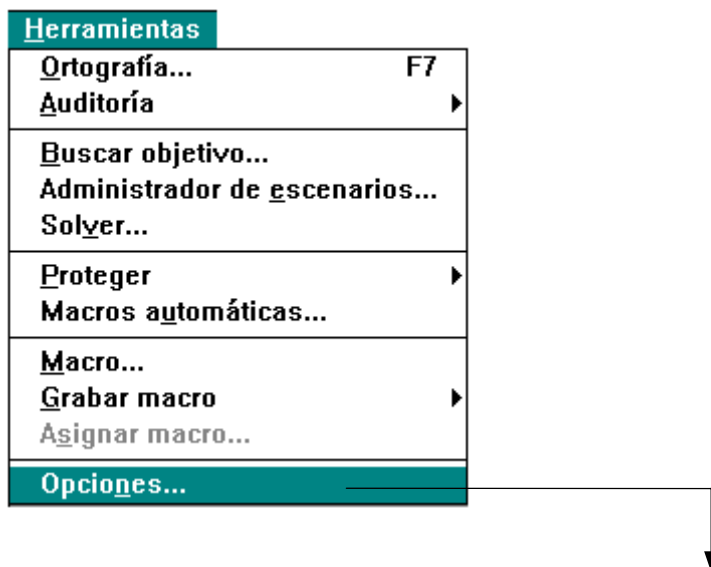 Herramientas
Ortografía... F7
Auditoría
Buscar objetivo...
Administrador de escenarios...
Solver...
Proteger
Macros automáticas...
Macro...
Grabar macro
Asignar macro...
Opciones...